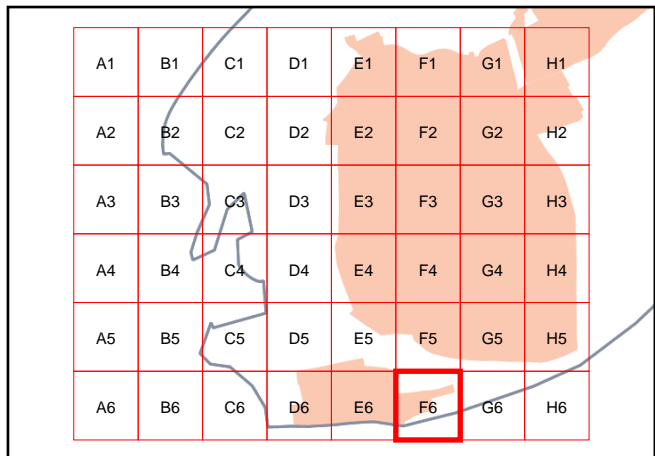 A1 B1 C1 D1 E1 F1 G1 H1
A2 B2 C2 D2 E2 F2 G2 H2
A3 B3 C3 D3 E3 F3 G3 H3
A4 B4 C4 D4 E4 F4 G4 H4
A5 B5 C5 D5 E5 F5 G5 H5
A6 B6 C6 D6 E6 F6 G6 H6